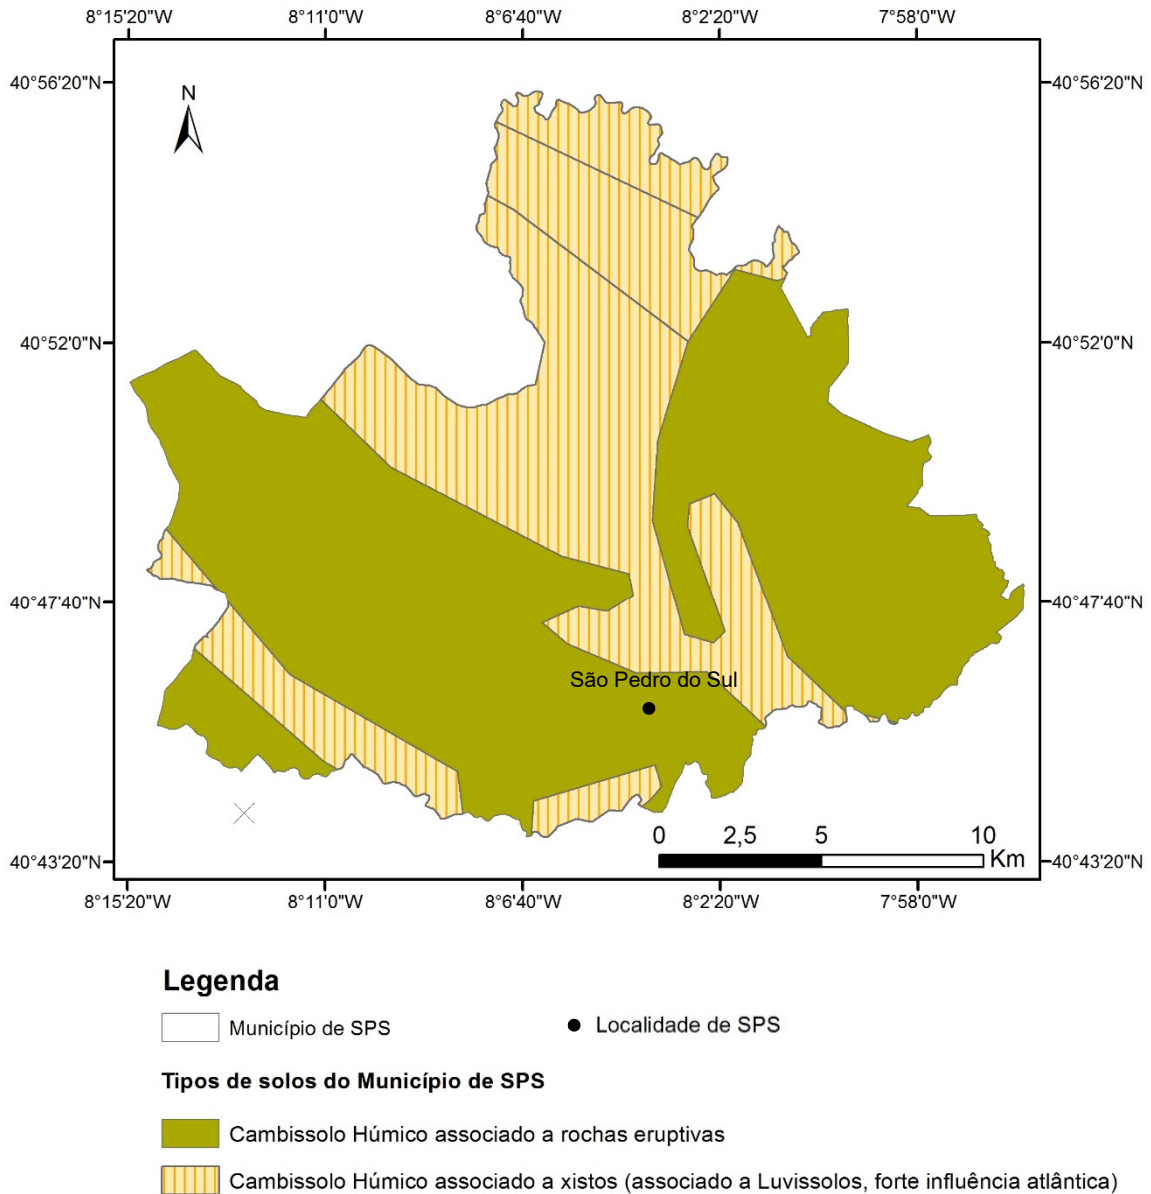 8°15'20"W 8°11'0"W 8°6'40"W 8°2'20"W 7°58'0"W
40°56'20"N 40°56'20"N
N
40°52'0"N 40°52'0"N
40°47'40"N 40°47'40"N
São Pedro do Sul
0 2,5 5 10
Km
40°43'20"N 40°43'20"N
8°15'20"W 8°11'0"W 8°6'40"W 8°2'20"W 7°58'0"W
Legenda
Município de SPS
Localidade de SPS
Tipos de solos do Município de SPS
Cambissolo Húmico associado a rochas eruptivas
Cambissolo Húmico associado a xistos (associado a Luvissolos, forte influência atlântica)